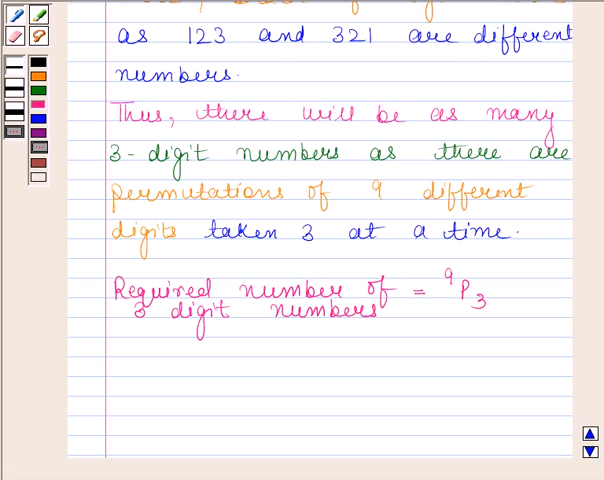 as 123 and 321 are different
numbers.
Thus, there will be as many
3-digit numbers as there are
permutations of 9 different
digits taken 3 at a time.
Required number of = ⁹P₃
3 digit numbers